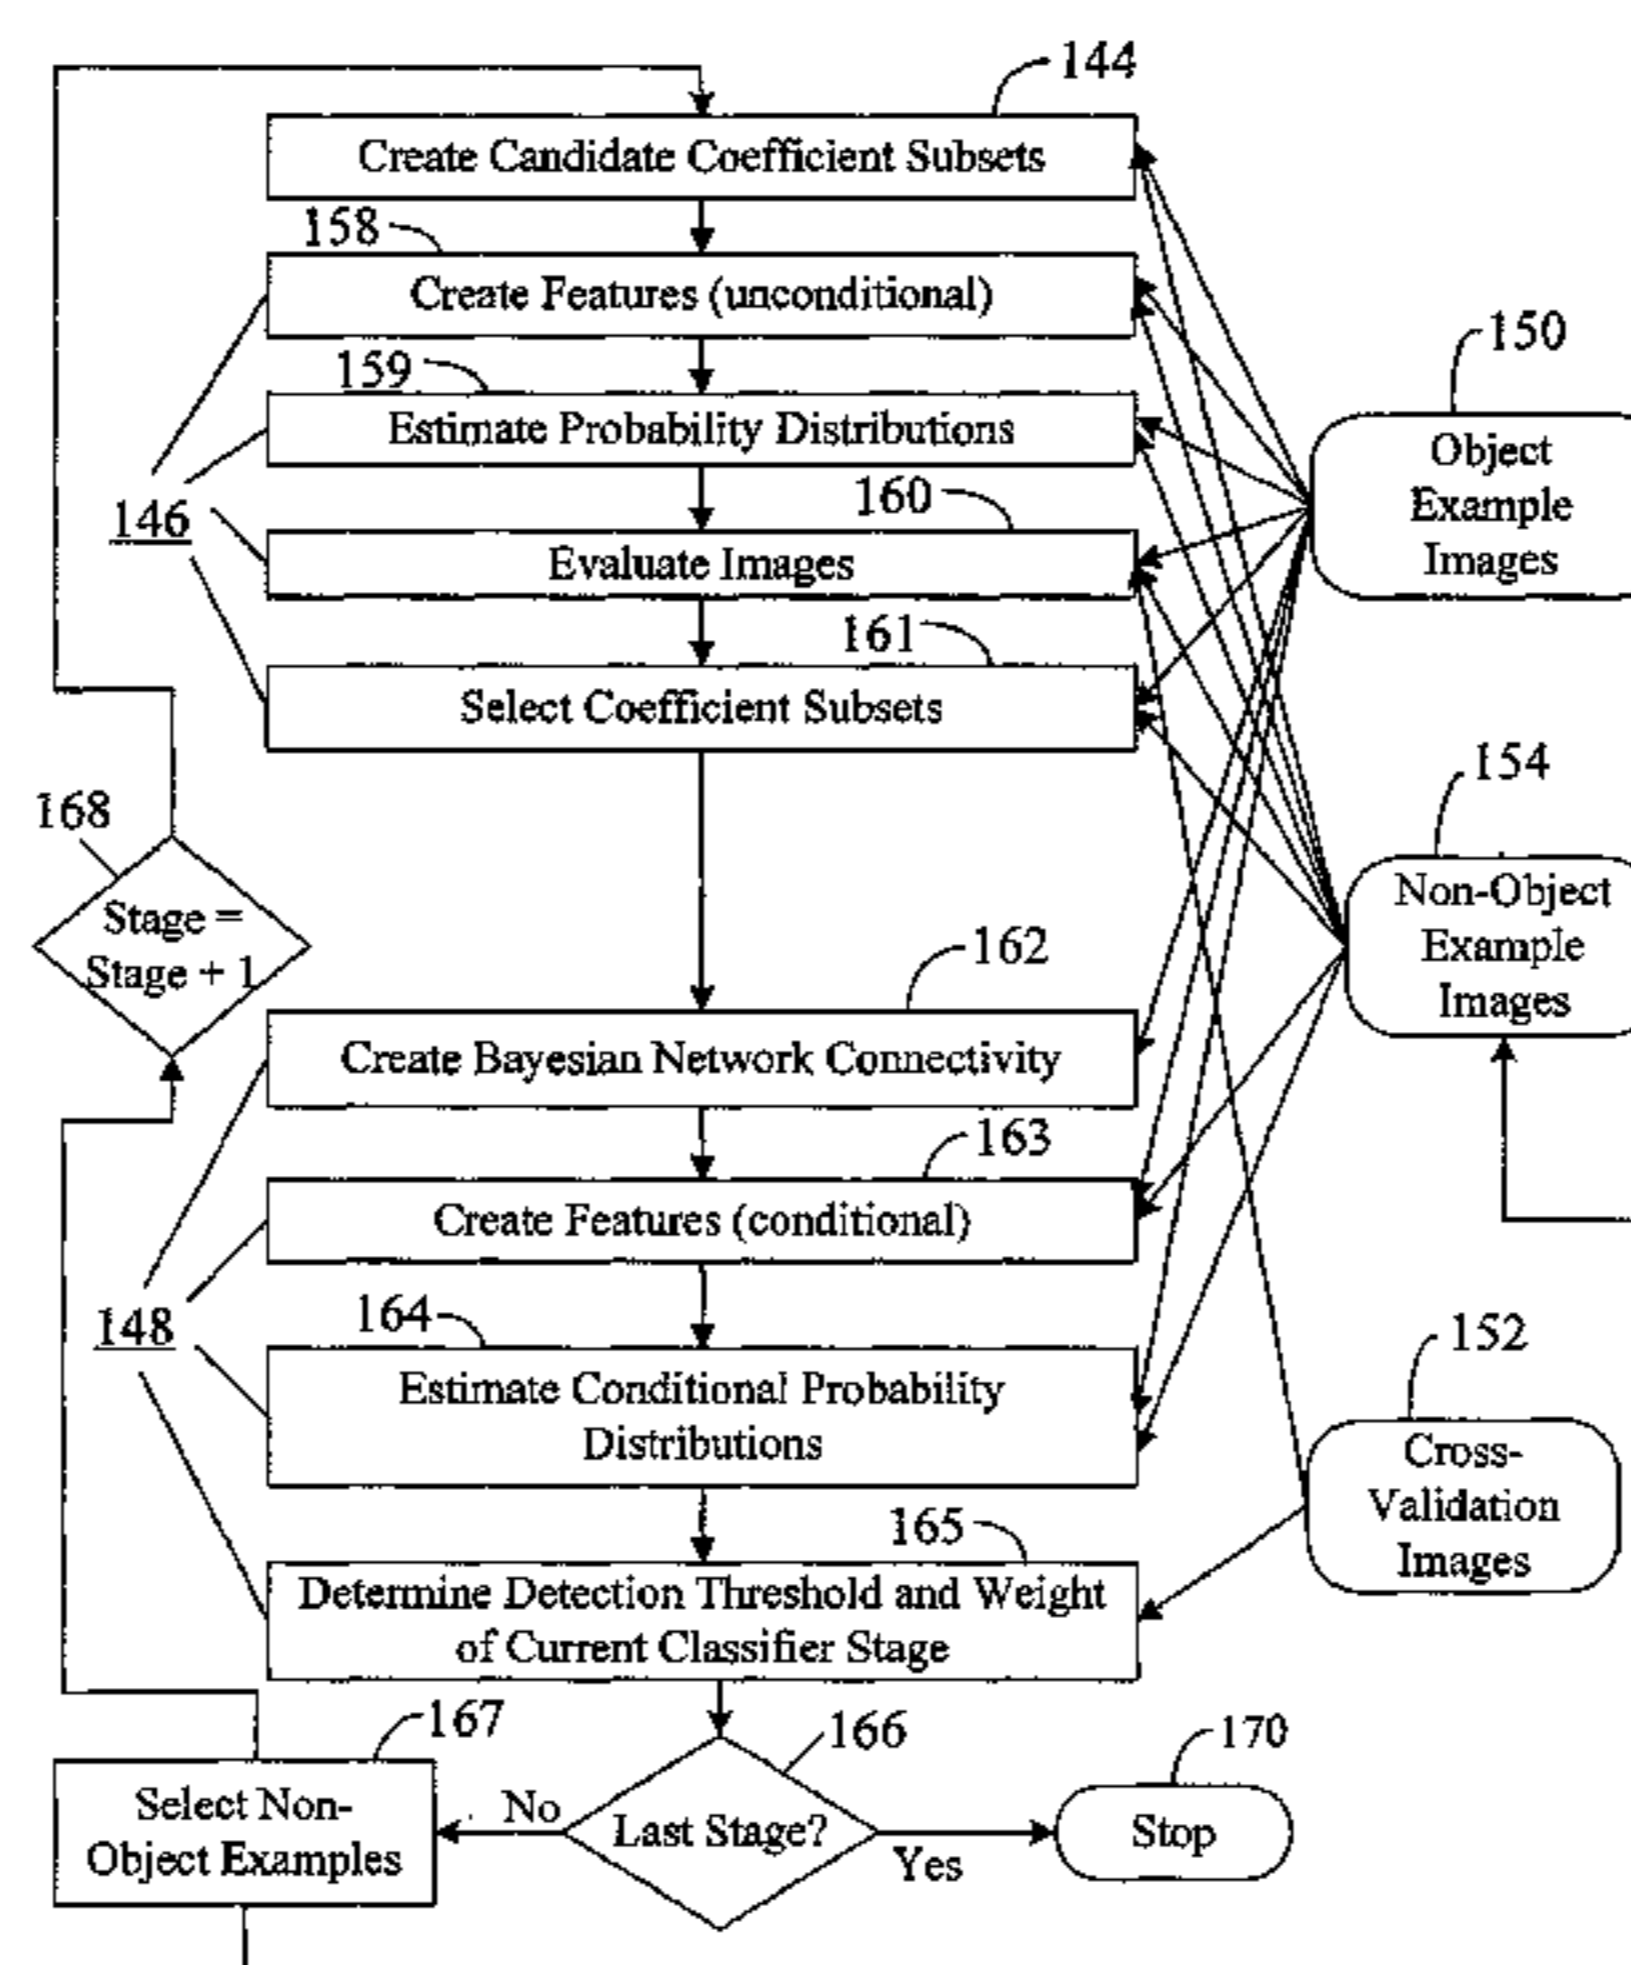 144
Create Candidate Coefficient Subsets
158
Create Features (unconditional)
150
159
Estimate Probability Distributions
Object
Example
Images
160
146
Evaluate Images
161
Select Coefficient Subsets
154
168
Non-Object
Example
Images
Stage =
Stage + 1
162
Create Bayesian Network Connectivity
163
Create Features (conditional)
164
148
152
Estimate Conditional Probability
Distributions
Cross-
Validation
Images
165
Determine Detection Threshold and Weight
of Current Classifier Stage
167
166
170
Select Non-
Object Examples
No
Last Stage?
Yes
Stop